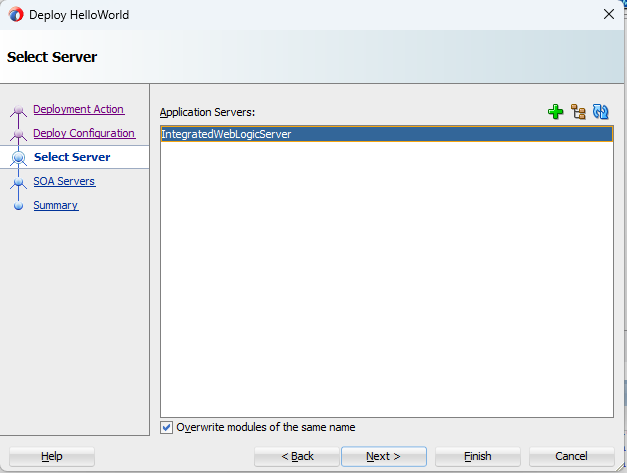 Deploy HelloWorld
Select Server
Deployment Action
Deploy Configuration
Select Server
SOA Servers
Summary
Application Servers:
IntegratedWebLogicServer
Overwrite modules of the same name
Help
< Back
Next >
Finish
Cancel